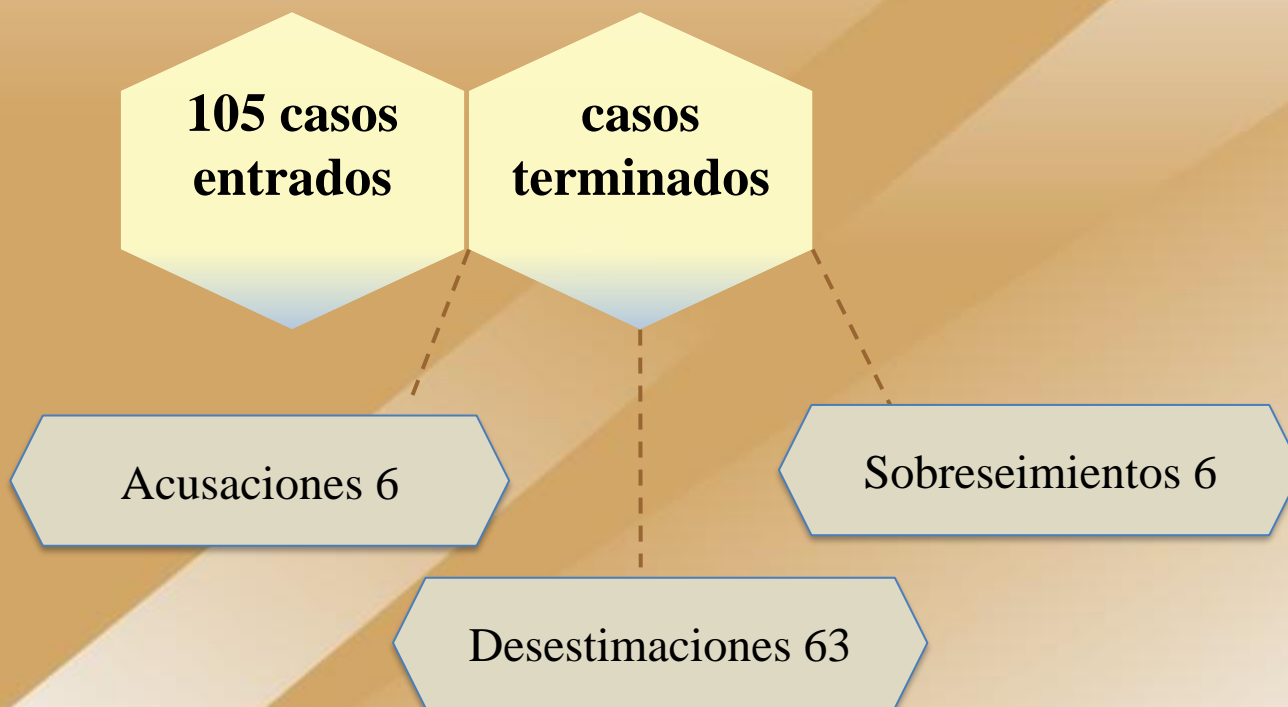 105 casos
entrados
casos
terminados
Acusaciones 6
Sobreseimientos 6
Desestimaciones 63